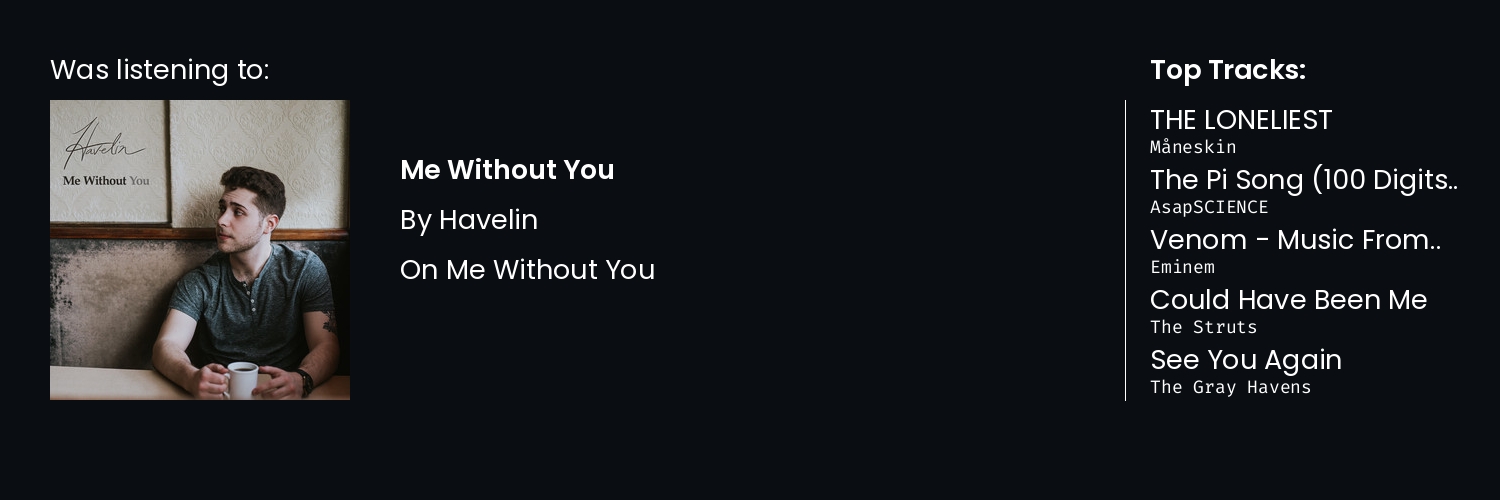 Was listening to:
Havelin
Me Without You
Me Without You
By Havelin
On Me Without You
Top Tracks:
THE LONELIEST
Måneskin
The Pi Song (100 Digits..
AsapSCIENCE
Venom - Music From..
Eminem
Could Have Been Me
The Struts
See You Again
The Gray Havens